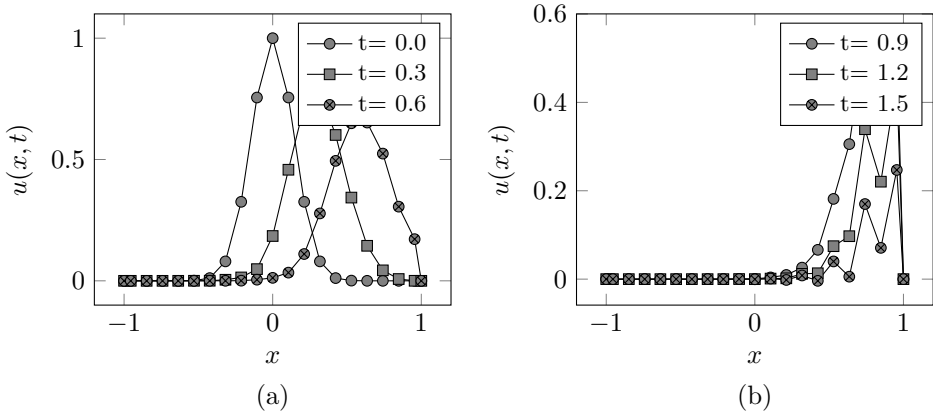 1
0.5
0
−1
0
1
x
u(x, t)
t= 0.0
t= 0.3
t= 0.6
(a)
0.6
0.4
0.2
0
−1
0
1
x
u(x, t)
t= 0.9
t= 1.2
t= 1.5
(b)